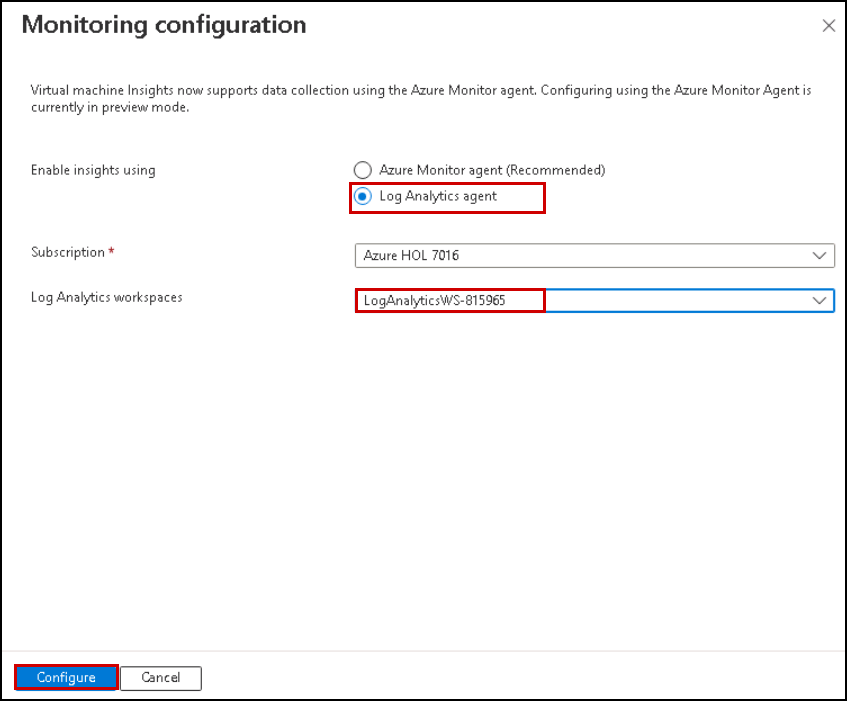 Monitoring configuration
Virtual machine Insights now supports data collection using the Azure Monitor agent. Configuring using the Azure Monitor Agent is
currently in preview mode.
Enable insights using
Azure Monitor agent (Recommended)
Log Analytics agent
Subscription *
Azure HOL 7016
Log Analytics workspaces
LogAnalyticsWS-815965
Configure
Cancel